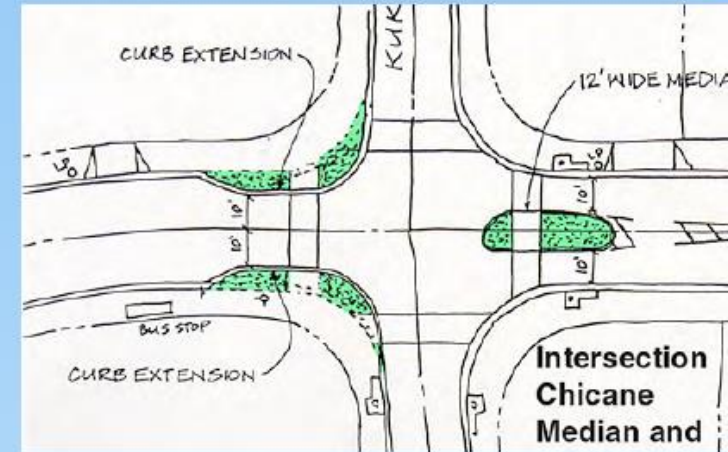 CURB EXTENSION
KUK
12' WIDE MEDIA
10'
10'
10'
10'
BUS STOP
CURB EXTENSION
Intersection
Chicane
Median and